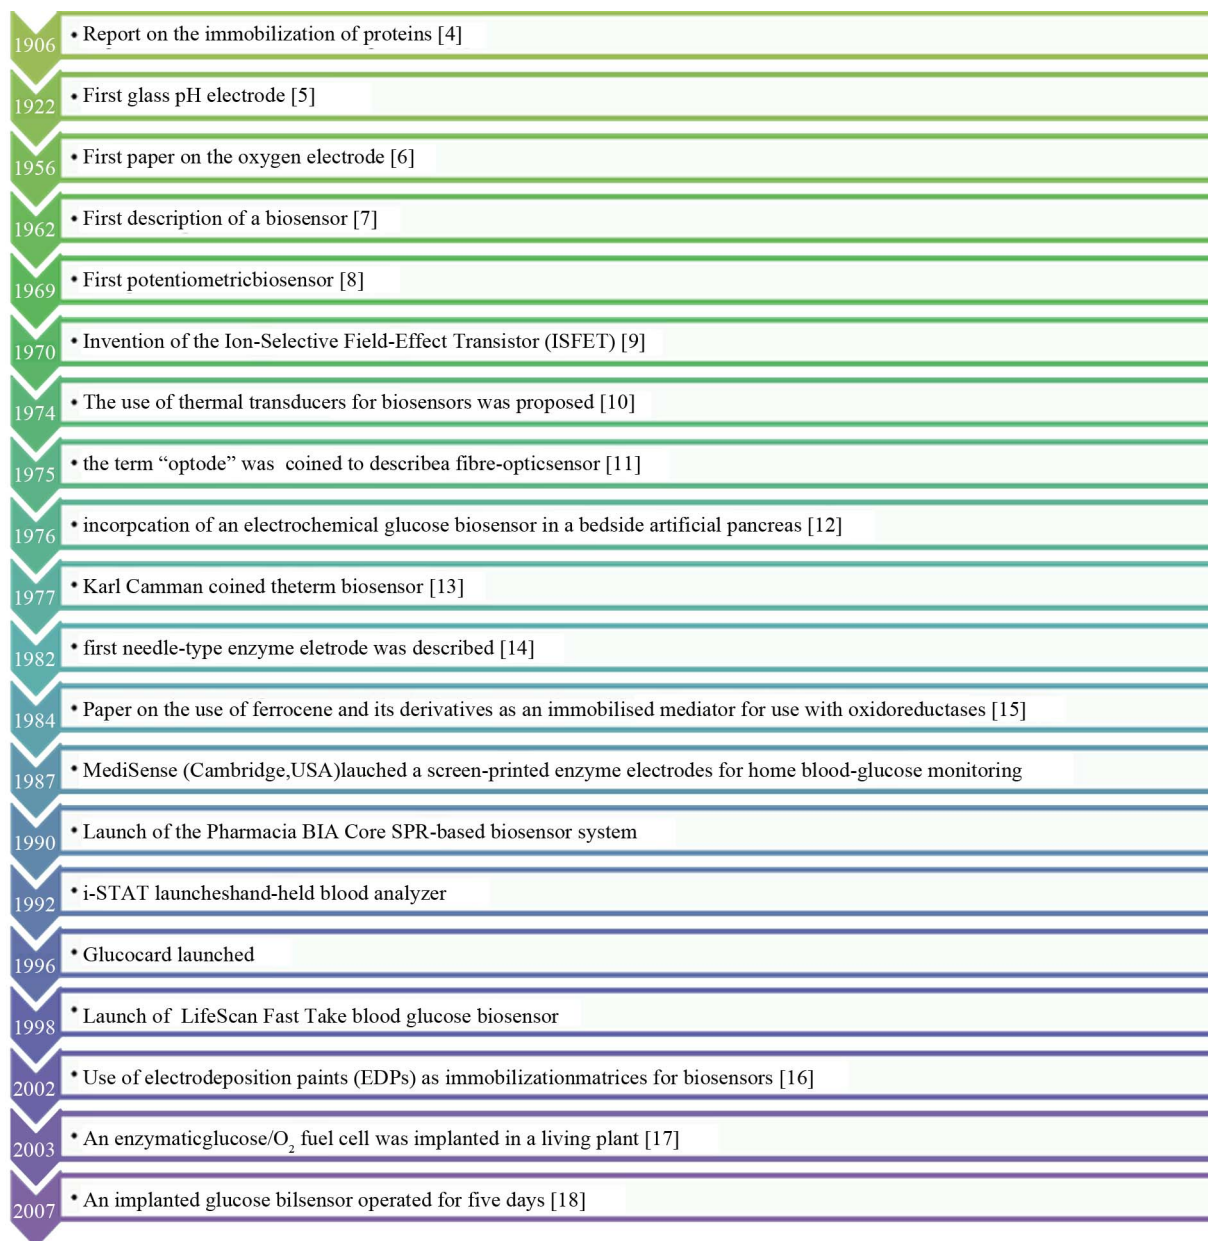 1906
• Report on the immobilization of proteins [4]
1922
• First glass pH electrode [5]
1956
• First paper on the oxygen electrode [6]
1962
• First description of a biosensor [7]
1969
• First potentiometricbiosensor [8]
1970
• Invention of the Ion-Selective Field-Effect Transistor (ISFET) [9]
1974
• The use of thermal transducers for biosensors was proposed [10]
1975
• the term “optode” was coined to describea fibre-opticsensor [11]
1976
• incorpcation of an electrochemical glucose biosensor in a bedside artificial pancreas [12]
1977
• Karl Camman coined theterm biosensor [13]
1982
• first needle-type enzyme eletrode was described [14]
1984
• Paper on the use of ferrocene and its derivatives as an immobilised mediator for use with oxidoreductases [15]
1987
• MediSense (Cambridge,USA)lauched a screen-printed enzyme electrodes for home blood-glucose monitoring
1990
• Launch of the Pharmacia BIA Core SPR-based biosensor system
1992
• i-STAT launcheshand-held blood analyzer
1996
• Glucocard launched
1998
• Launch of LifeScan Fast Take blood glucose biosensor
2002
• Use of electrodeposition paints (EDPs) as immobilizationmatrices for biosensors [16]
2003
• An enzymaticglucose/O₂ fuel cell was implanted in a living plant [17]
2007
• An implanted glucose bilsensor operated for five days [18]